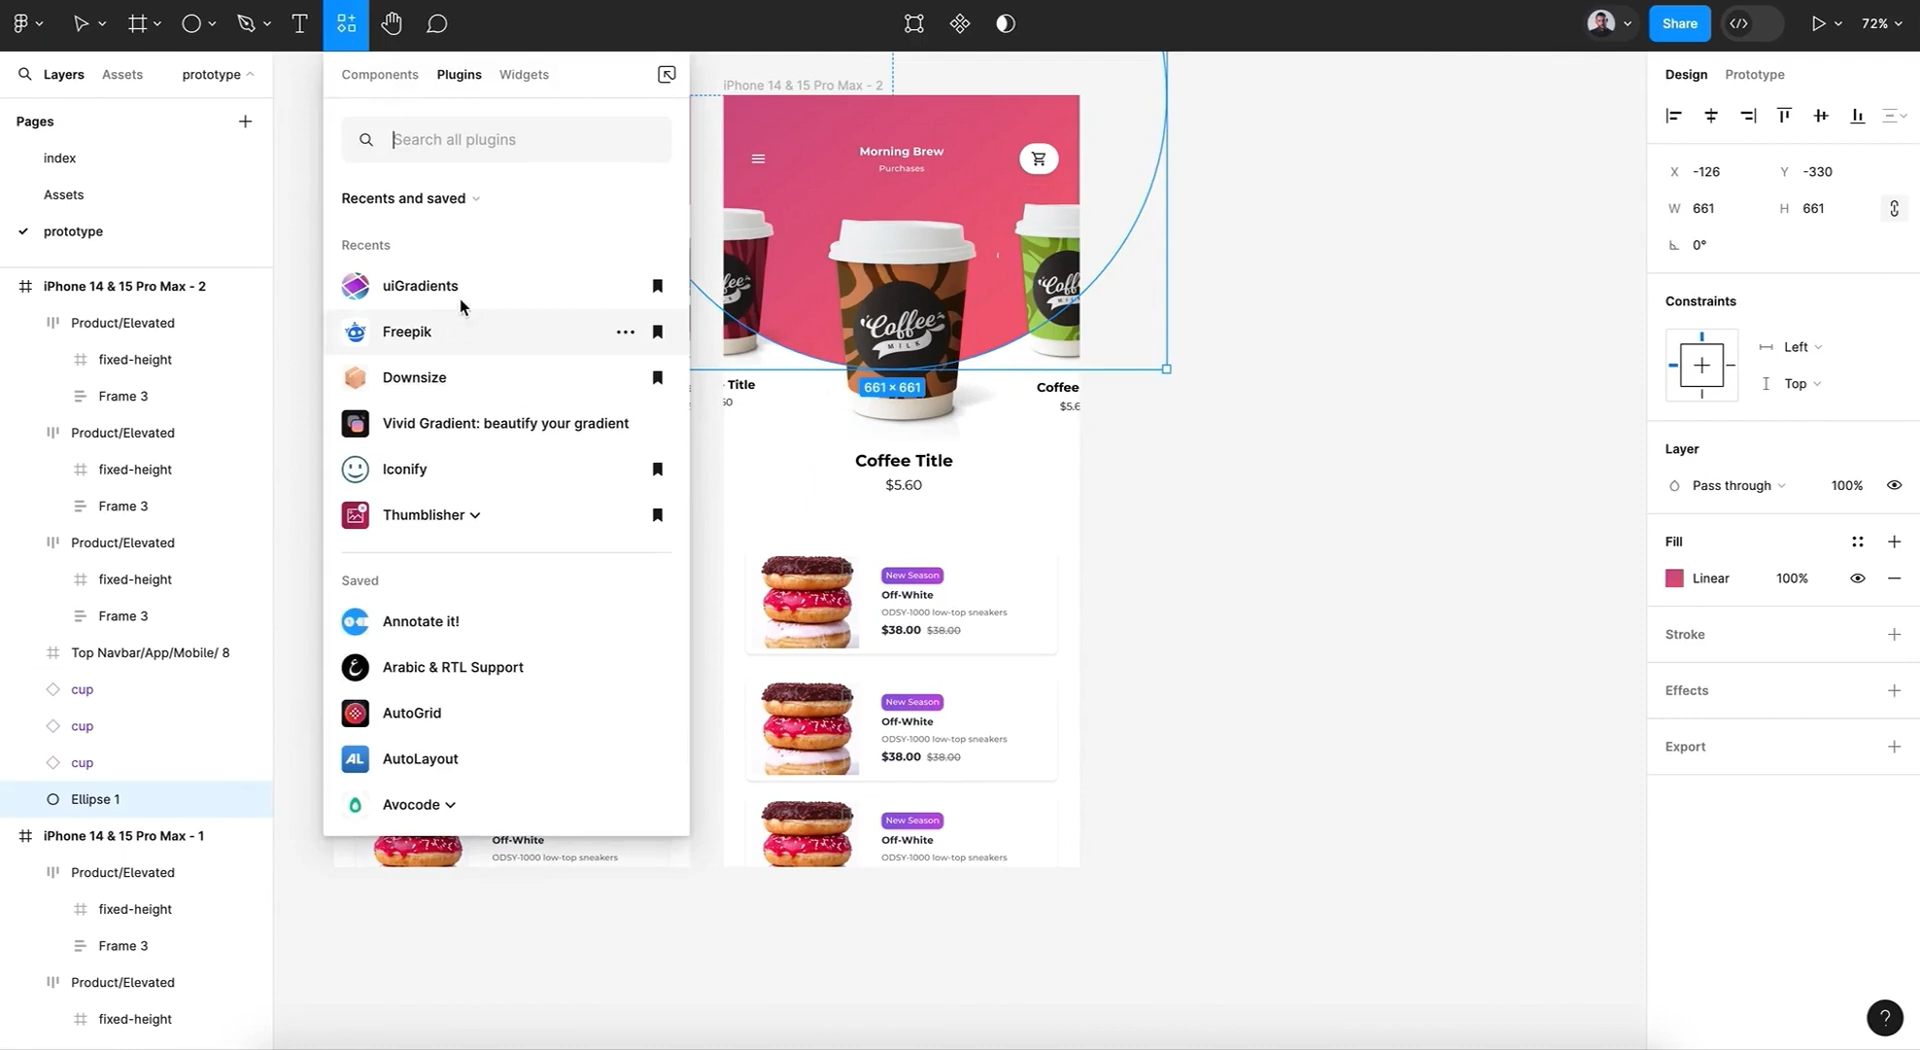 T
</>
Share
72%
Layers
Assets
prototype
Pages
index
Assets
prototype
iPhone 14 & 15 Pro Max - 2
Product/Elevated
fixed-height
Frame 3
Product/Elevated
fixed-height
Frame 3
Product/Elevated
fixed-height
Frame 3
Top Navbar/App/Mobile/ 8
cup
cup
cup
Ellipse 1
iPhone 14 & 15 Pro Max - 1
Product/Elevated
fixed-height
Frame 3
Product/Elevated
fixed-height
Components
Plugins
Widgets
Search all plugins
Recents and saved
Recents
uiGradients
Freepik
Downsize
Vivid Gradient: beautify your gradient
Iconify
Thumblisher
Saved
Annotate it!
Arabic & RTL Support
AutoGrid
AL AutoLayout
Avocode
Off-White
ODSY-1000 low-top sneakers
iPhone 14 & 15 Pro Max - 2
Morning Brew
Purchases
Coffee
MILK
661 × 661
Title
Coffee
Coffee Title
$5.60
New Season
Off-White
ODSY-1000 low-top sneakers
$38.00 $38.00
New Season
Off-White
ODSY-1000 low-top sneakers
$38.00 $38.00
New Season
Off-White
ODSY-1000 low-top sneakers
Design
Prototype
X -126 Y -330
W 661 H 661
0°
Constraints
Left
Top
Layer
Pass through 100%
Fill
Linear 100%
Stroke
Effects
Export
?